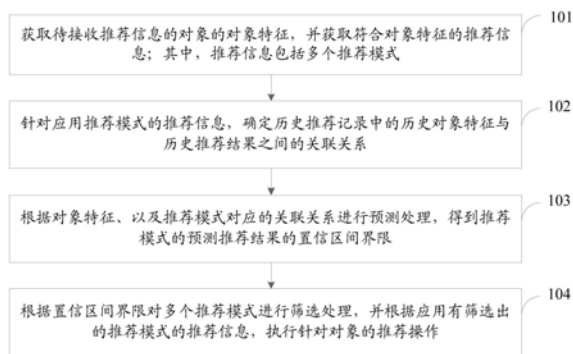 获取待接收推荐信息的对象的对象特征，并获取符合对象特征的推荐信
息；其中，推荐信息包括多个推荐模式
101
针对应用推荐模式的推荐信息，确定历史推荐记录中的历史对象特征与
历史推荐结果之间的关联关系
102
根据对象特征、以及推荐模式对应的关联关系进行预测处理，得到推荐
模式的预测推荐结果的置信区间界限
103
根据置信区间界限对多个推荐模式进行筛选处理，并根据应用有筛选出
的推荐模式的推荐信息，执行针对对象的推荐操作
104